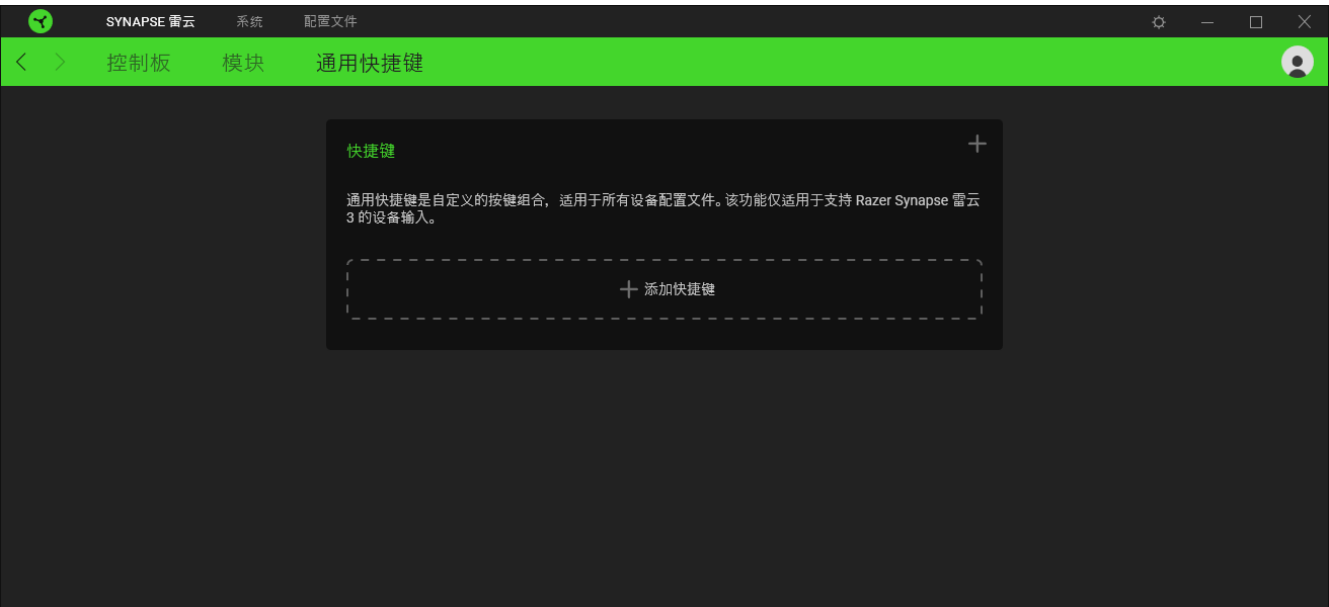 SYNAPSE 雷云 系统 配置文件
控制板 模块 通用快捷键
快捷键
通用快捷键是自定义的按键组合，适用于所有设备配置文件。该功能仅适用于支持 Razer Synapse 雷云
3 的设备输入。
添加快捷键